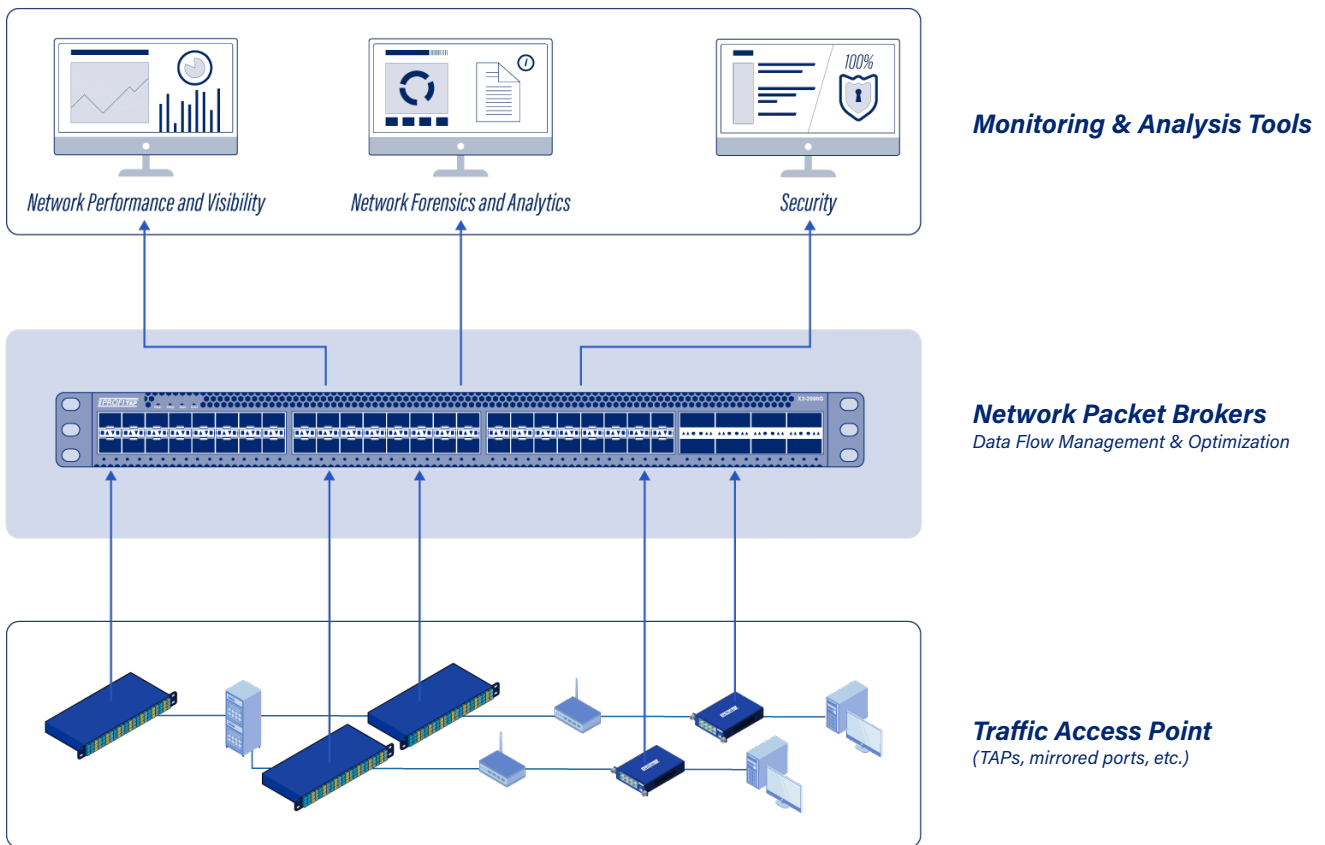 100%
Network Performance and Visibility
Network Forensics and Analytics
Security
Monitoring & Analysis Tools
PROFITAP
Network Packet Brokers
Data Flow Management & Optimization
Traffic Access Point
(TAPs, mirrored ports, etc.)